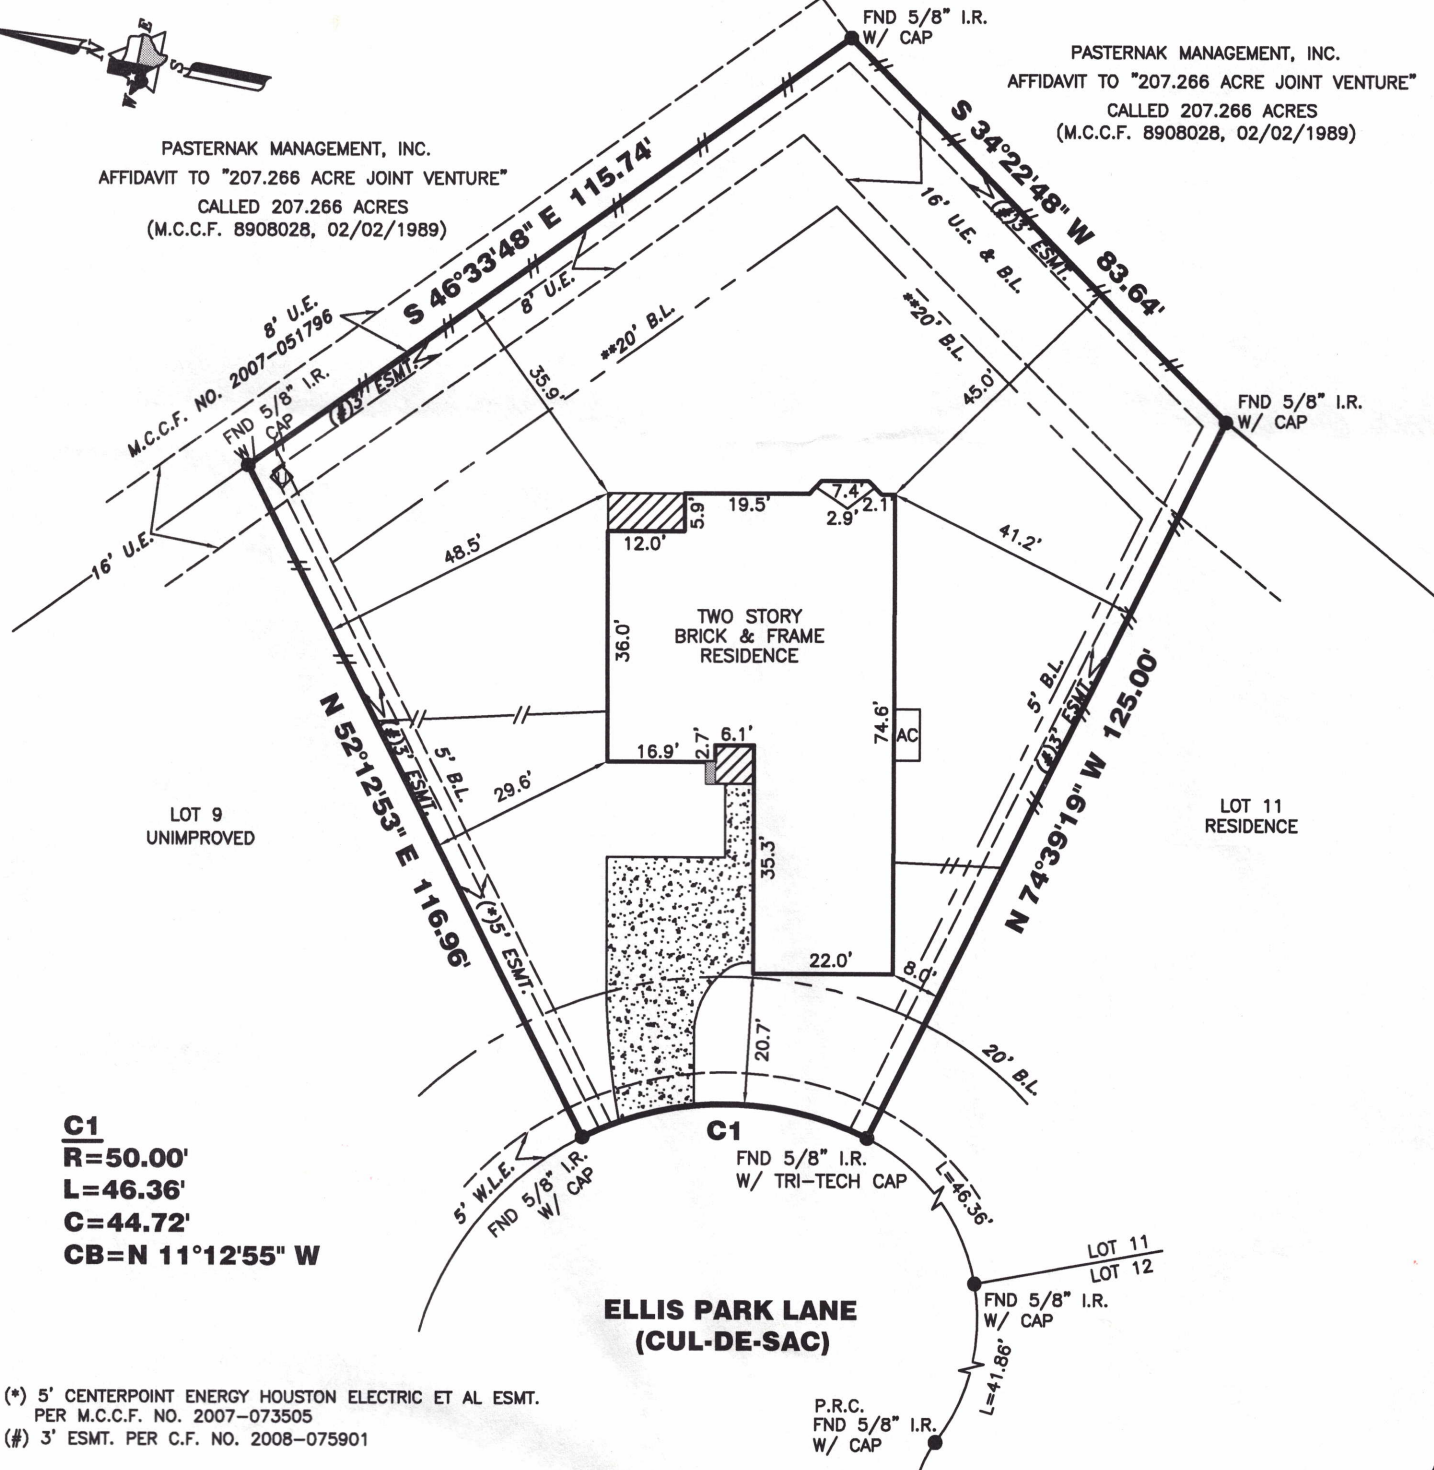 N
E
S
W
FND 5/8" I.R.
W/ CAP
PASTERNAK MANAGEMENT, INC.
AFFIDAVIT TO "207.266 ACRE JOINT VENTURE"
CALLED 207.266 ACRES
(M.C.C.F. 8908028, 02/02/1989)
PASTERNAK MANAGEMENT, INC.
AFFIDAVIT TO "207.266 ACRE JOINT VENTURE"
CALLED 207.266 ACRES
(M.C.C.F. 8908028, 02/02/1989)
S 46°33'48" E 115.74'
S 34°22'48" W 83.64'
16' U.E. & B.L.
(#)3' ESMT.
8' U.E.
8' U.E.
M.C.C.F. NO. 2007-051796
**20' B.L.
**20' B.L.
(#)3' ESMT.
FND 5/8" I.R.
W/ CAP
FND 5/8" I.R.
W/ CAP
35.9'
45.0'
16' U.E.
48.5'
41.2'
12.0'
5.9'
19.5'
7.4'
2.9'
2.1'
TWO STORY
BRICK & FRAME
RESIDENCE
36.0'
74.6'
AC
16.9'
2.7'
6.1'
29.6'
35.3'
22.0'
8.0'
20.7'
N 52°12'53" E 116.96'
(#)3' ESMT.
5' B.L.
(*)5' ESMT.
5' B.L.
(#)3' ESMT.
N 74°39'19" W 125.00'
LOT 9
UNIMPROVED
LOT 11
RESIDENCE
20' B.L.
C1
R=50.00'
L=46.36'
C=44.72'
CB=N 11°12'55" W
5' W.L.E.
FND 5/8" I.R.
W/ CAP
C1
FND 5/8" I.R.
W/ TRI-TECH CAP
L=46.36'
LOT 11
LOT 12
FND 5/8" I.R.
W/ CAP
ELLIS PARK LANE
(CUL-DE-SAC)
L=41.86'
P.R.C.
FND 5/8" I.R.
W/ CAP
(*) 5' CENTERPOINT ENERGY HOUSTON ELECTRIC ET AL ESMT.
PER M.C.C.F. NO. 2007-073505
(#) 3' ESMT. PER C.F. NO. 2008-075901